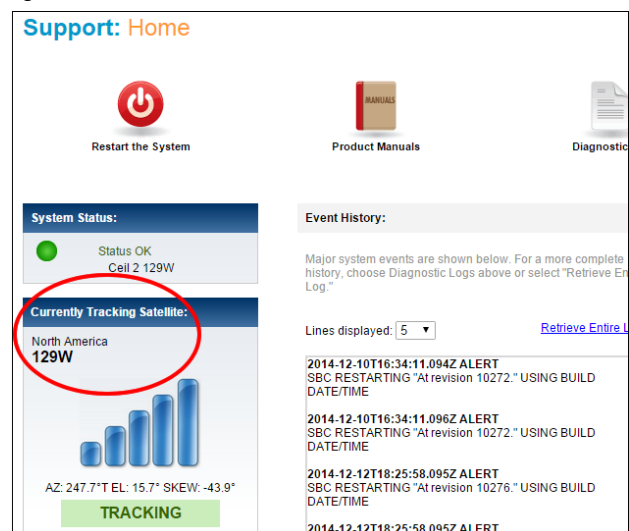 Support: Home
Restart the System
Product Manuals
Diagnostic
MANUALS
System Status:
Status OK
Ceil 2 129W
Currently Tracking Satellite:
North America
129W
AZ: 247.7°T EL: 15.7° SKEW: -43.9°
TRACKING
Event History:
Major system events are shown below. For a more complete
history, choose Diagnostic Logs above or select "Retrieve En
Log."
Lines displayed: 5
Retrieve Entire L
2014-12-10T16:34:11.094Z ALERT
SBC RESTARTING "At revision 10272." USING BUILD
DATE/TIME
2014-12-10T16:34:11.096Z ALERT
SBC RESTARTING "At revision 10272." USING BUILD
DATE/TIME
2014-12-12T18:25:58.095Z ALERT
SBC RESTARTING "At revision 10276." USING BUILD
DATE/TIME
2014-12-12T18:25:58.095Z ALERT